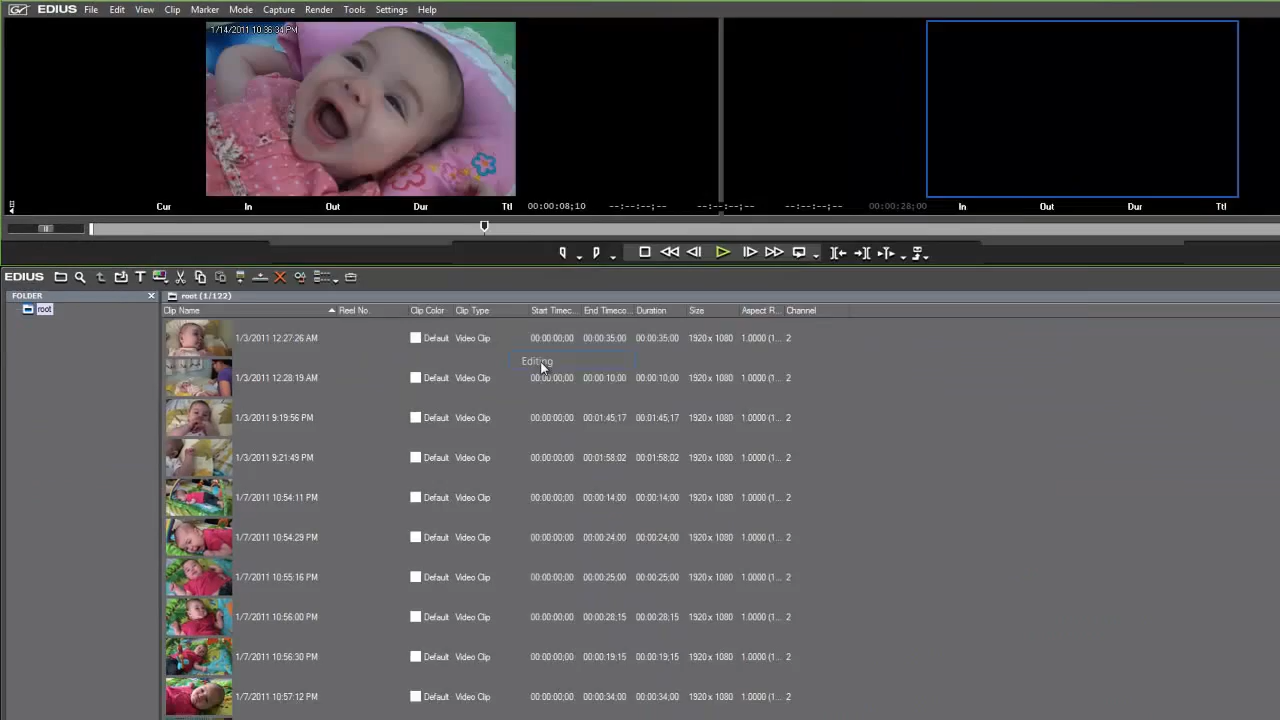 EDIUS File Edit View Clip Marker Mode Capture Render Tools Settings Help
1/14/2011 10:36:34 PM
Cur In Out Dur Ttl 00:00:08;10 --:--:--;-- --:--:--;-- --:--:--;-- 00:00:28;00 In Out Dur Ttl
EDIUS
FOLDER
root
root (1/122)
Clip Name Reel No. Clip Color Clip Type Start Timec... End Timeco... Duration Size Aspect R... Channel
1/3/2011 12:27:26 AM Default Video Clip 00:00:00;00 00:00:35;00 00:00:35;00 1920 x 1080 1.0000 (1... 2
Editing
1/3/2011 12:28:19 AM Default Video Clip 00:00:00;00 00:00:10;00 00:00:10;00 1920 x 1080 1.0000 (1... 2
1/3/2011 9:19:56 PM Default Video Clip 00:00:00;00 00:01:45;17 00:01:45;17 1920 x 1080 1.0000 (1... 2
1/3/2011 9:21:49 PM Default Video Clip 00:00:00;00 00:01:58;02 00:01:58;02 1920 x 1080 1.0000 (1... 2
1/7/2011 10:54:11 PM Default Video Clip 00:00:00;00 00:00:14;00 00:00:14;00 1920 x 1080 1.0000 (1... 2
1/7/2011 10:54:29 PM Default Video Clip 00:00:00;00 00:00:24;00 00:00:24;00 1920 x 1080 1.0000 (1... 2
1/7/2011 10:55:16 PM Default Video Clip 00:00:00;00 00:00:25;00 00:00:25;00 1920 x 1080 1.0000 (1... 2
1/7/2011 10:56:00 PM Default Video Clip 00:00:00;00 00:00:28;15 00:00:28;15 1920 x 1080 1.0000 (1... 2
1/7/2011 10:56:30 PM Default Video Clip 00:00:00;00 00:00:19;15 00:00:19;15 1920 x 1080 1.0000 (1... 2
1/7/2011 10:57:12 PM Default Video Clip 00:00:00;00 00:00:34;00 00:00:34;00 1920 x 1080 1.0000 (1... 2